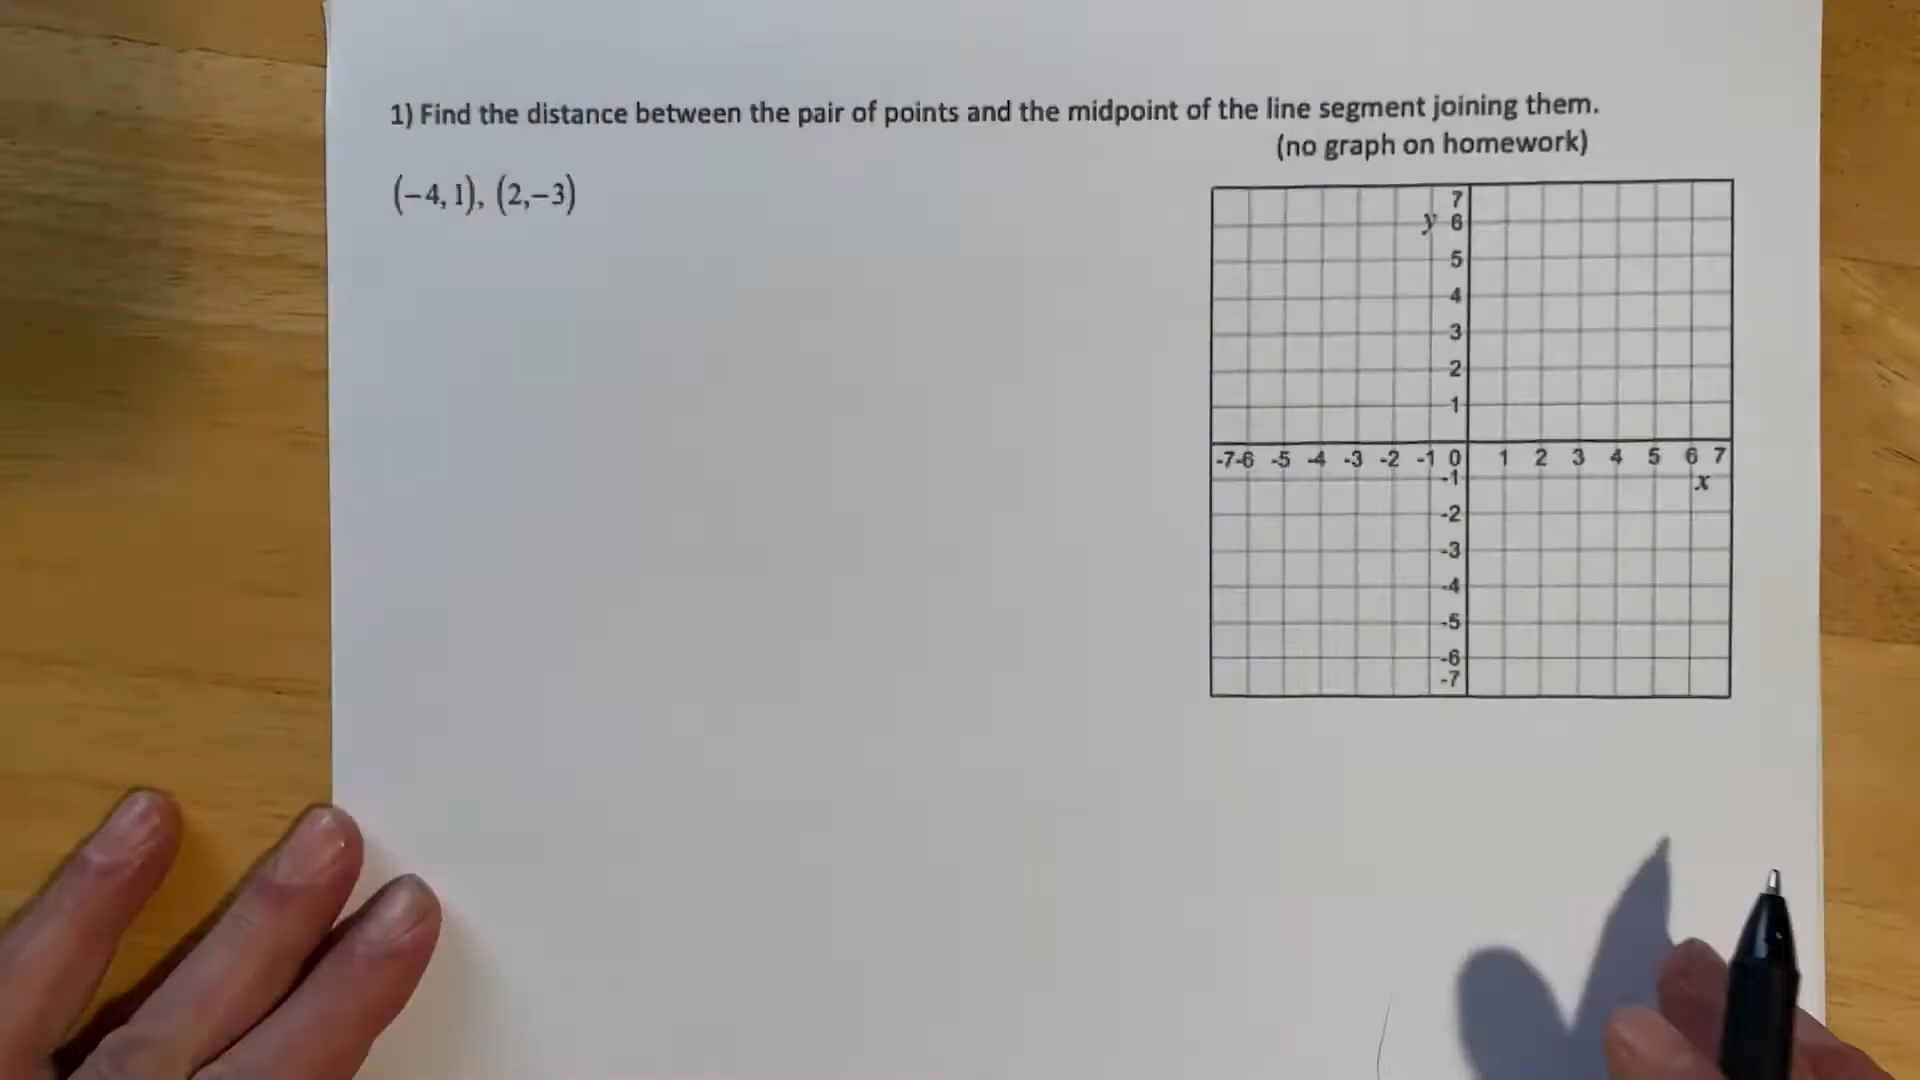 1) Find the distance between the pair of points and the midpoint of the line segment joining them.
(no graph on homework)
(−4, 1), (2,−3)
7
y 6
5
4
3
2
1
-7-6 -5 -4 -3 -2 -1 0 1 2 3 4 5 6 7
-1 x
-2
-3
-4
-5
-6
-7